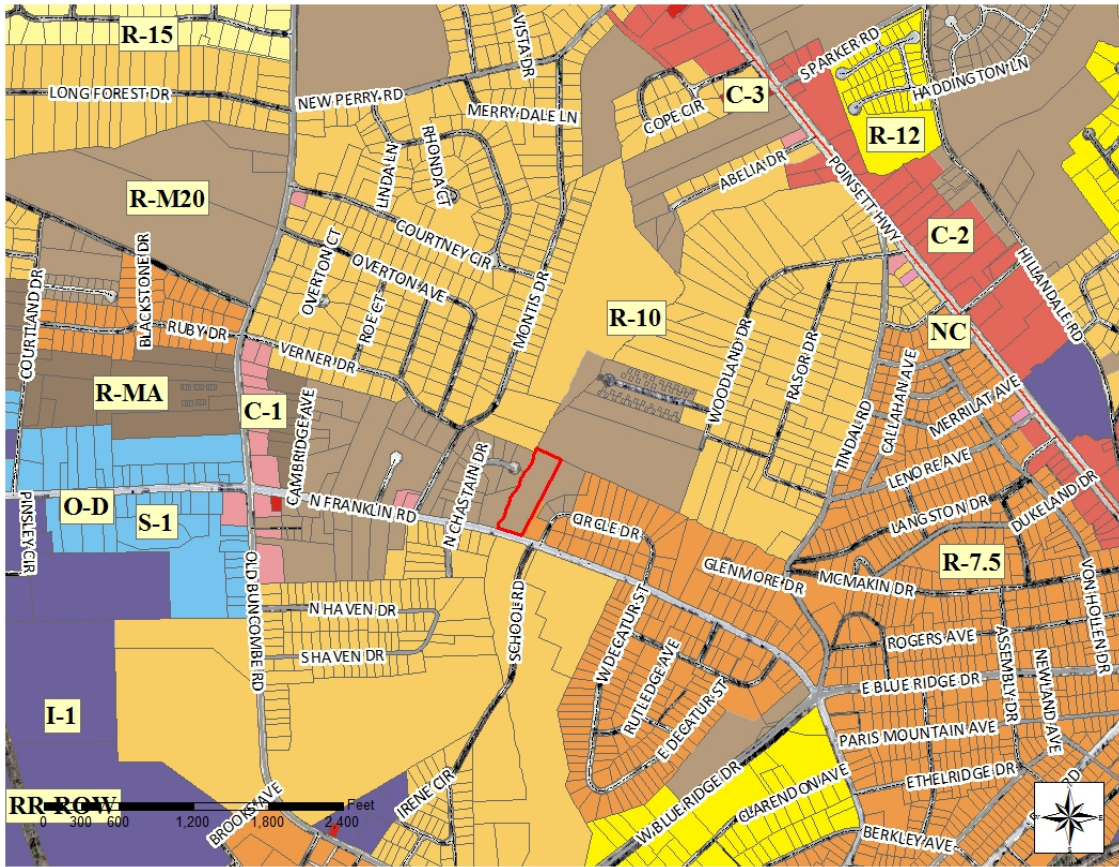 R-15
LONG FOREST DR
NEW PERRY RD
VISTA DR
MERRY DALE LN
COPE CIR
C-3
SPARKER RD
HADDINGTON LN
R-12
LINDA LN
RHONDA CT
ABELIA DR
POINSETT HWY
R-M20
COURTNEY CIR
OVERTON CT
OVERTON AVE
C-2
HILLANDALE RD
COURTLAND DR
BLACKSTONE DR
RUBY DR
ROE CT
VERNER DR
MONTIS DR
R-10
WOODLAND DR
RASOR DR
NC
CALLAHAN AVE
MERRILAT AVE
R-MA
C-1
CAMBRIDGE AVE
TINDAL RD
LENORE AVE
LANGSTON DR
DUKELAND DR
N CHASTAIN DR
N FRANKLIN RD
O-D
S-1
PINSLEY CIR
CIRCLE DR
GLENMORE DR
MCMAKIN DR
R-7.5
VON HOLLEN DR
OLD BUNCOMBE RD
N HAVEN DR
S HAVEN DR
SCHOOL RD
W DECATUR ST
RUTLEDGE AVE
E DECATUR ST
ROGERS AVE
ASSEMBLY DR
NEWLAND AVE
E BLUE RIDGE DR
PARIS MOUNTAIN AVE
ETHELRIDGE DR
I-1
W BLUE RIDGE DR
CLARENDON AVE
BERKLEY AVE
RD
BROOKS AVE
IRENE CIR
RR-ROW
Feet
0 300 600 1,200 1,800 2,400